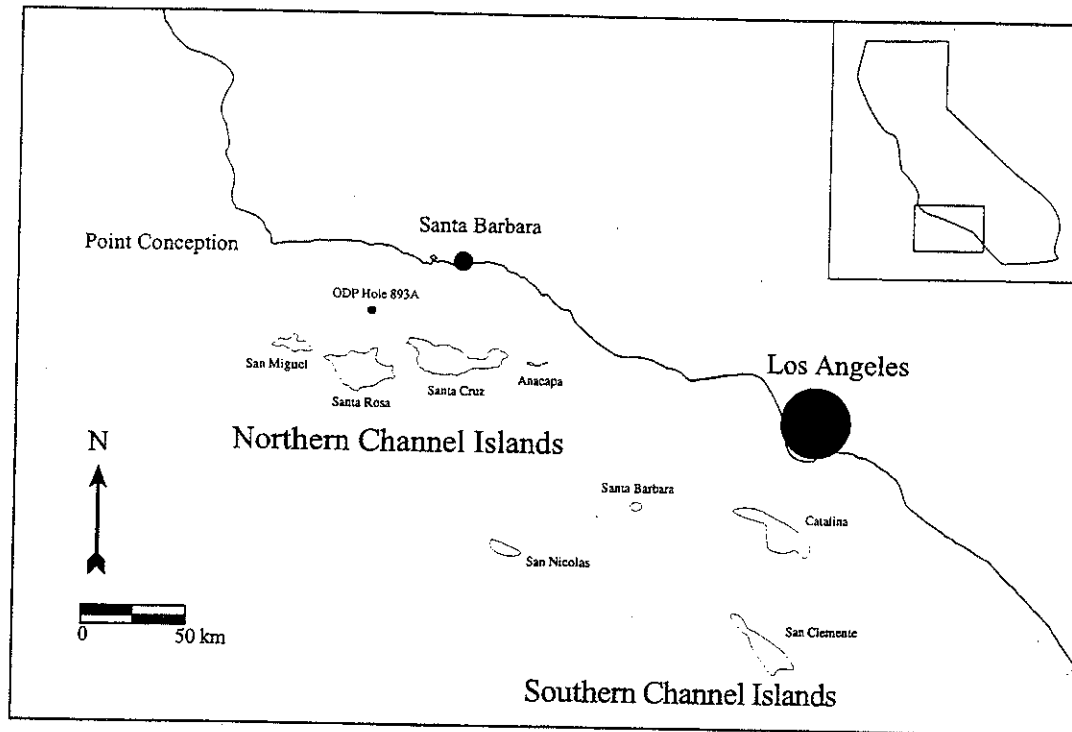 Santa Barbara
Point Conception
ODP Hole 893A
San Miguel
Santa Rosa
Santa Cruz
Anacapa
Los Angeles
Northern Channel Islands
N
Santa Barbara
Catalina
San Nicolas
0 50 km
San Clemente
Southern Channel Islands